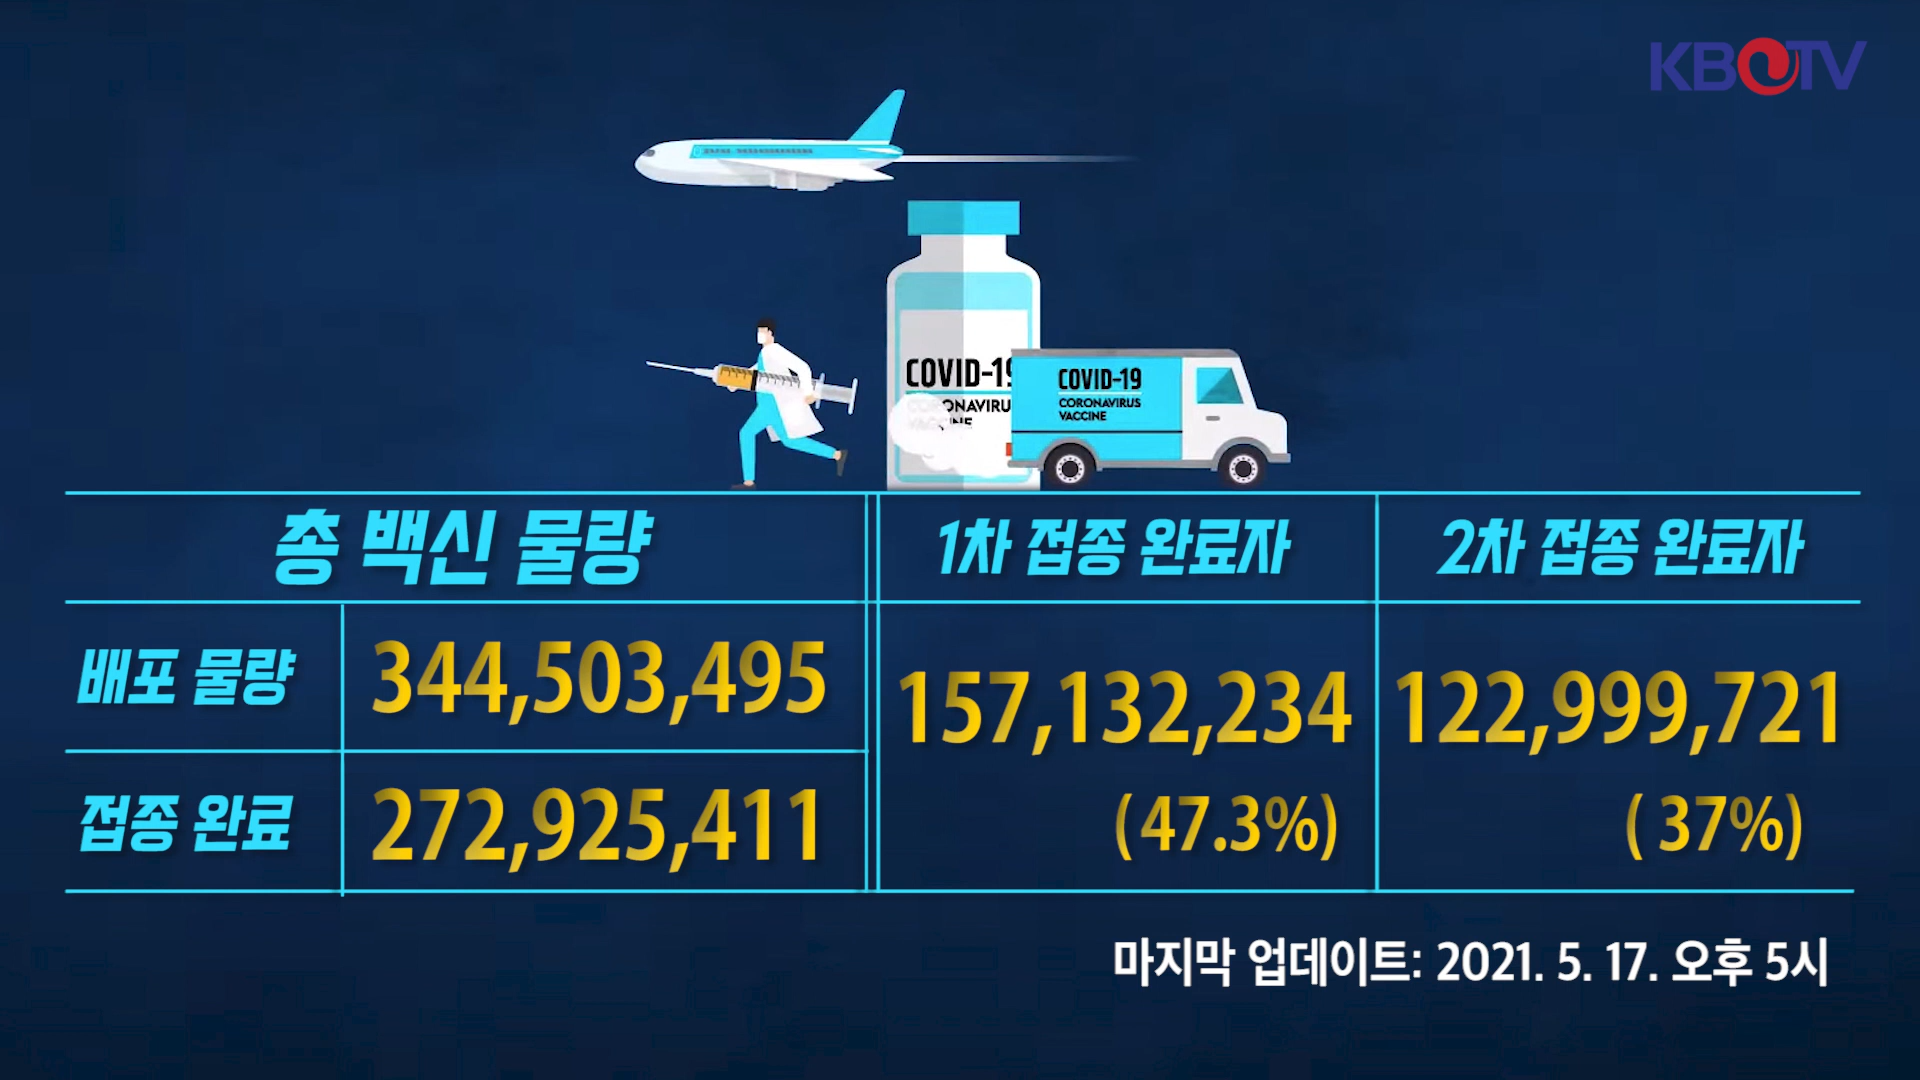 KBOTV
COVID-19
CORONAVIRU
COVID-19
CORONAVIRUS
VACCINE
총 백신 물량
1차 접종 완료자
2차 접종 완료자
배포 물량
344,503,495
157,132,234
122,999,721
접종 완료
272,925,411
(47.3%)
( 37%)
마지막 업데이트: 2021. 5. 17. 오후 5시